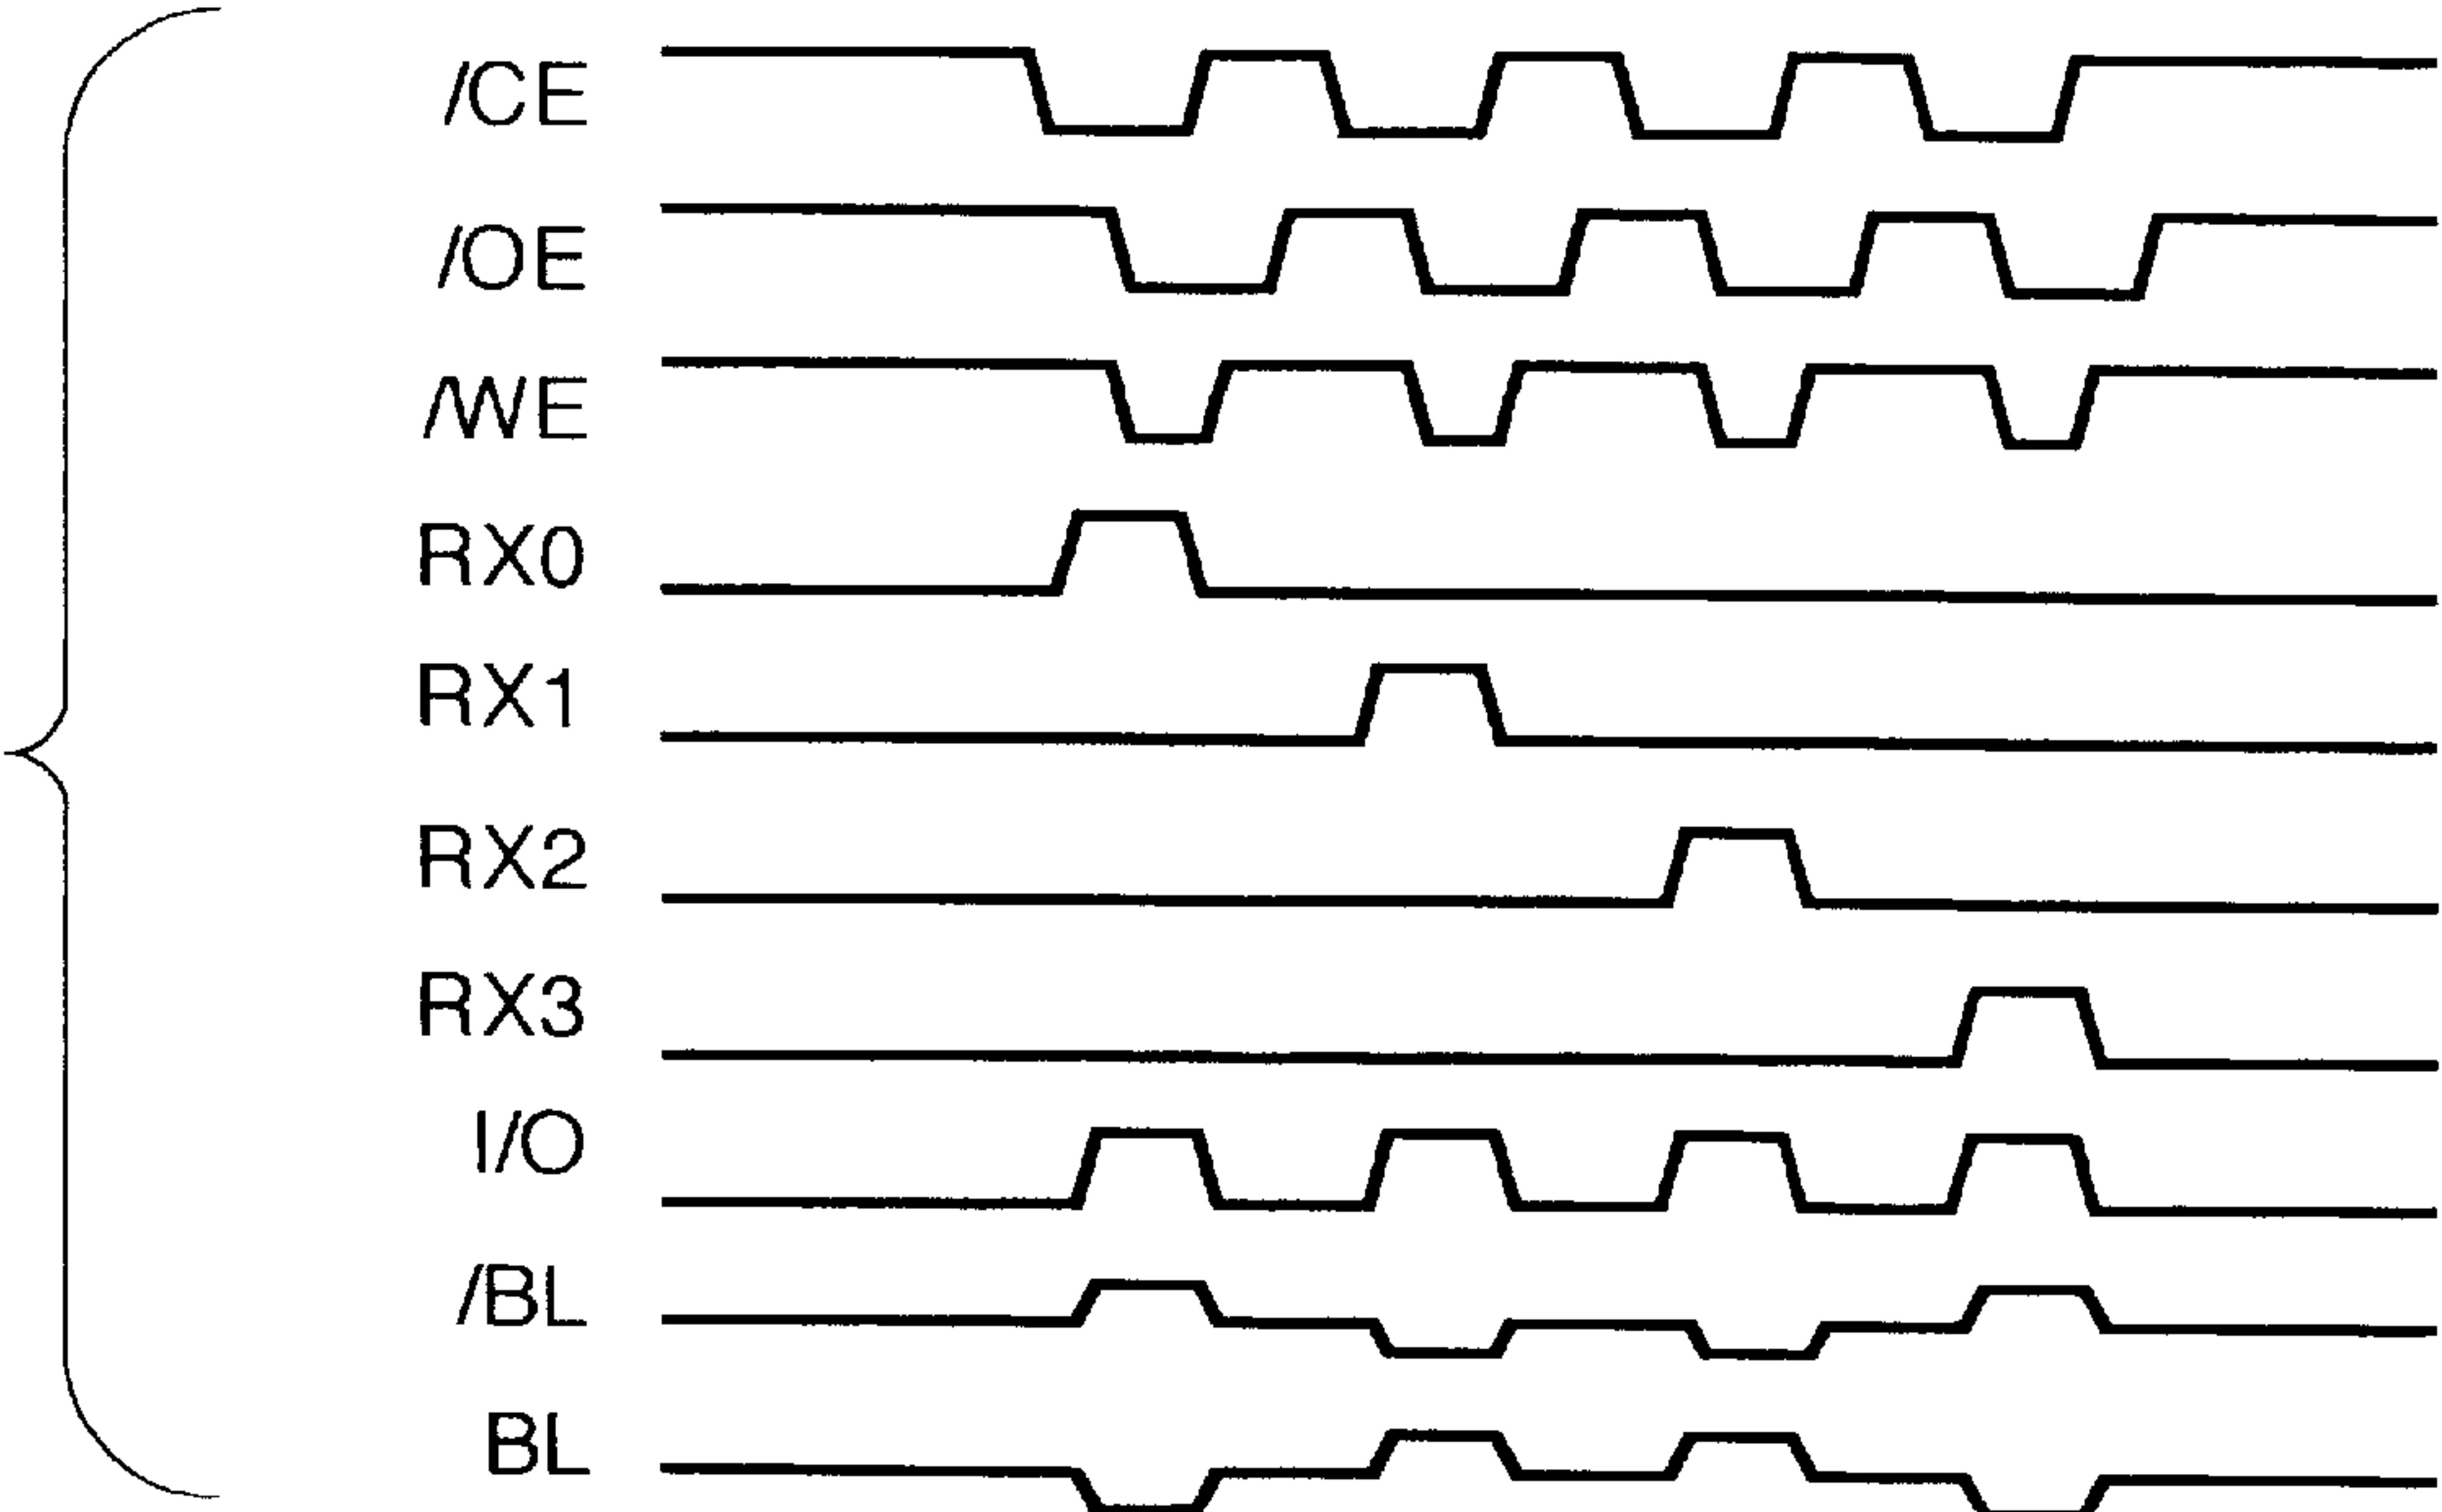 /CE
/OE
/WE
RX0
RX1
RX2
RX3
I/O
/BL
BL